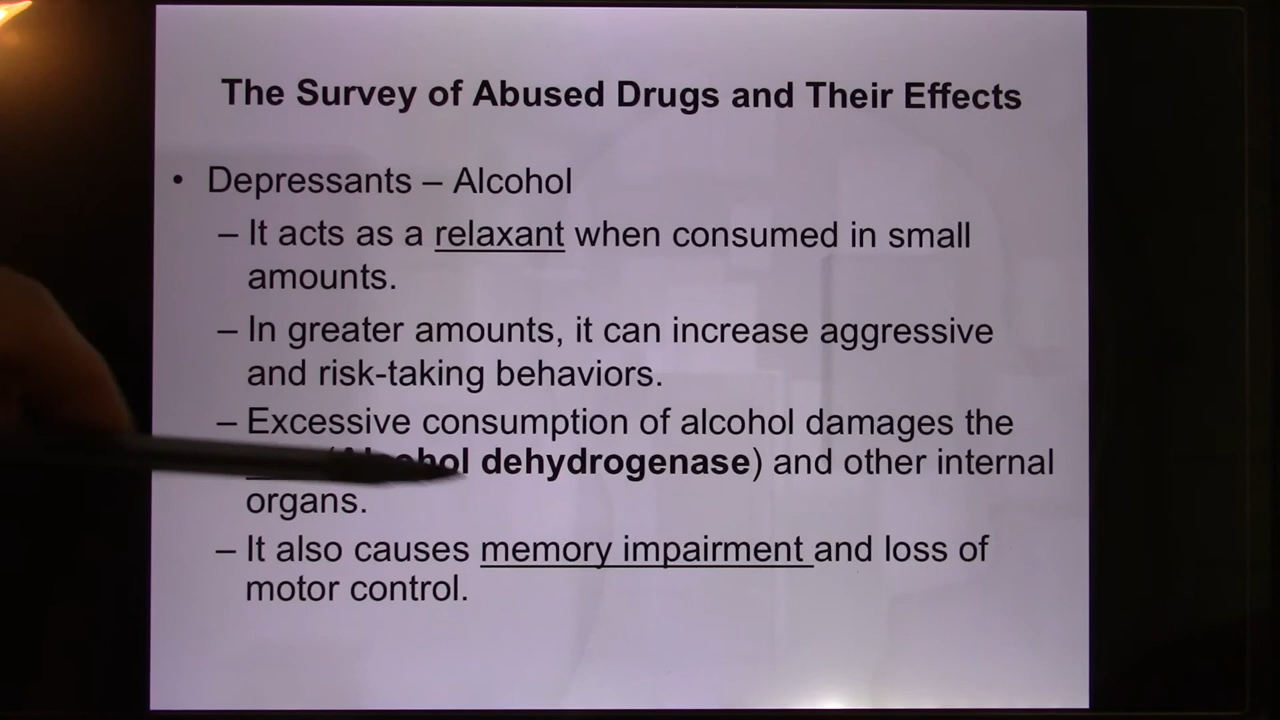 The Survey of Abused Drugs and Their Effects
• Depressants – Alcohol
– It acts as a relaxant when consumed in small
amounts.
– In greater amounts, it can increase aggressive
and risk-taking behaviors.
– Excessive consumption of alcohol damages the
(Alcohol dehydrogenase) and other internal
organs.
– It also causes memory impairment and loss of
motor control.